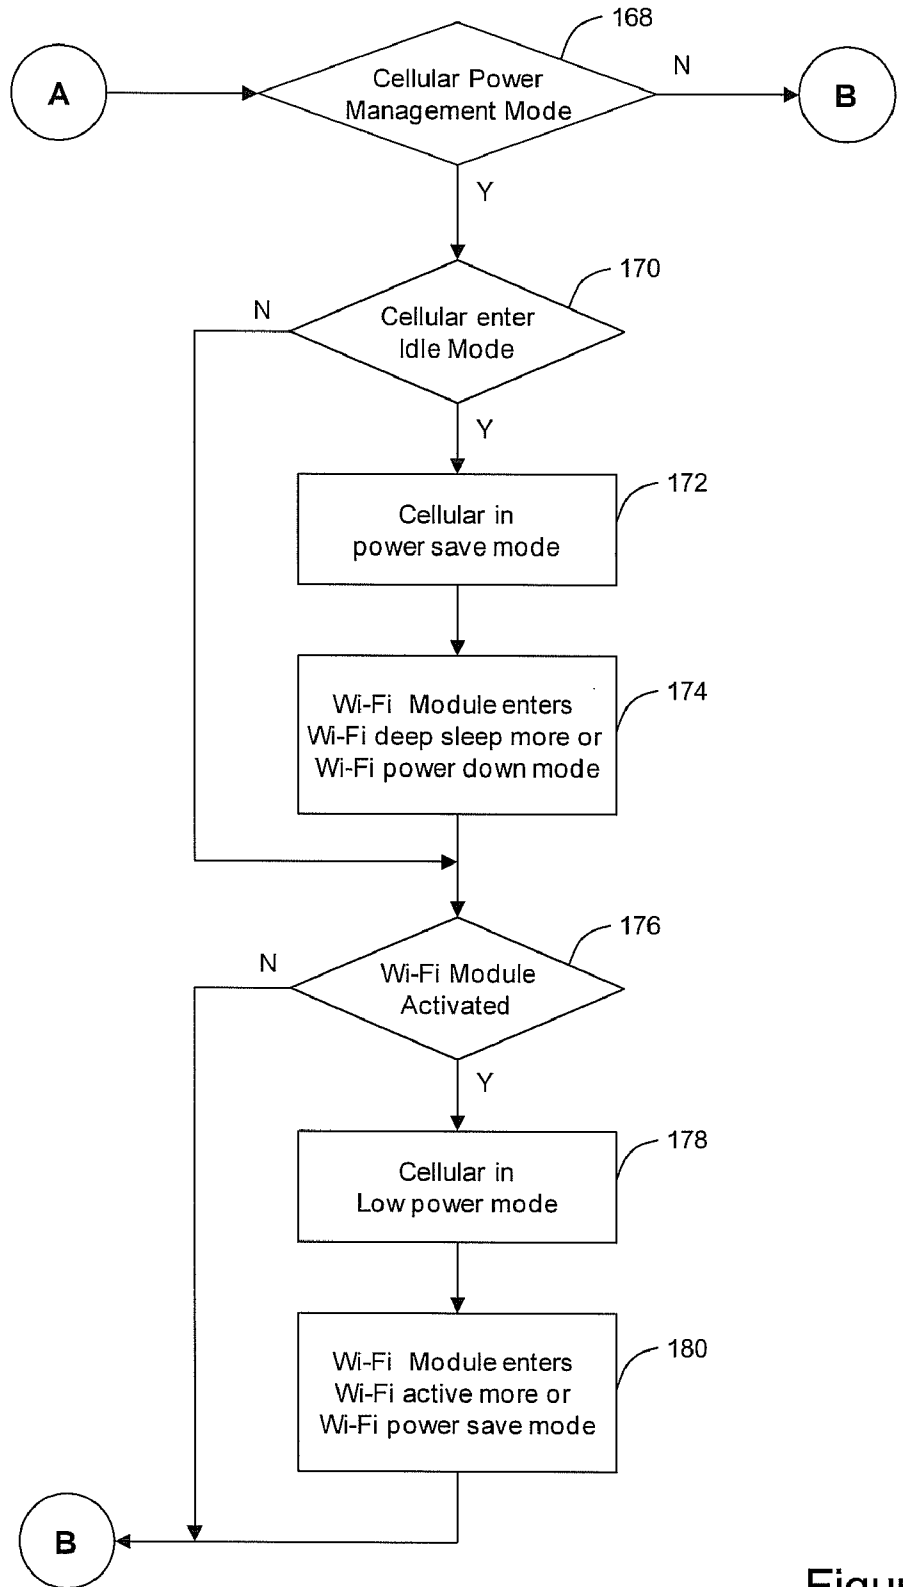 168
A
Cellular Power
Management Mode
N
B
Y
170
N
Cellular enter
Idle Mode
Y
172
Cellular in
power save mode
174
Wi-Fi Module enters
Wi-Fi deep sleep more or
Wi-Fi power down mode
176
N
Wi-Fi Module
Activated
Y
178
Cellular in
Low power mode
180
Wi-Fi Module enters
Wi-Fi active more or
Wi-Fi power save mode
B